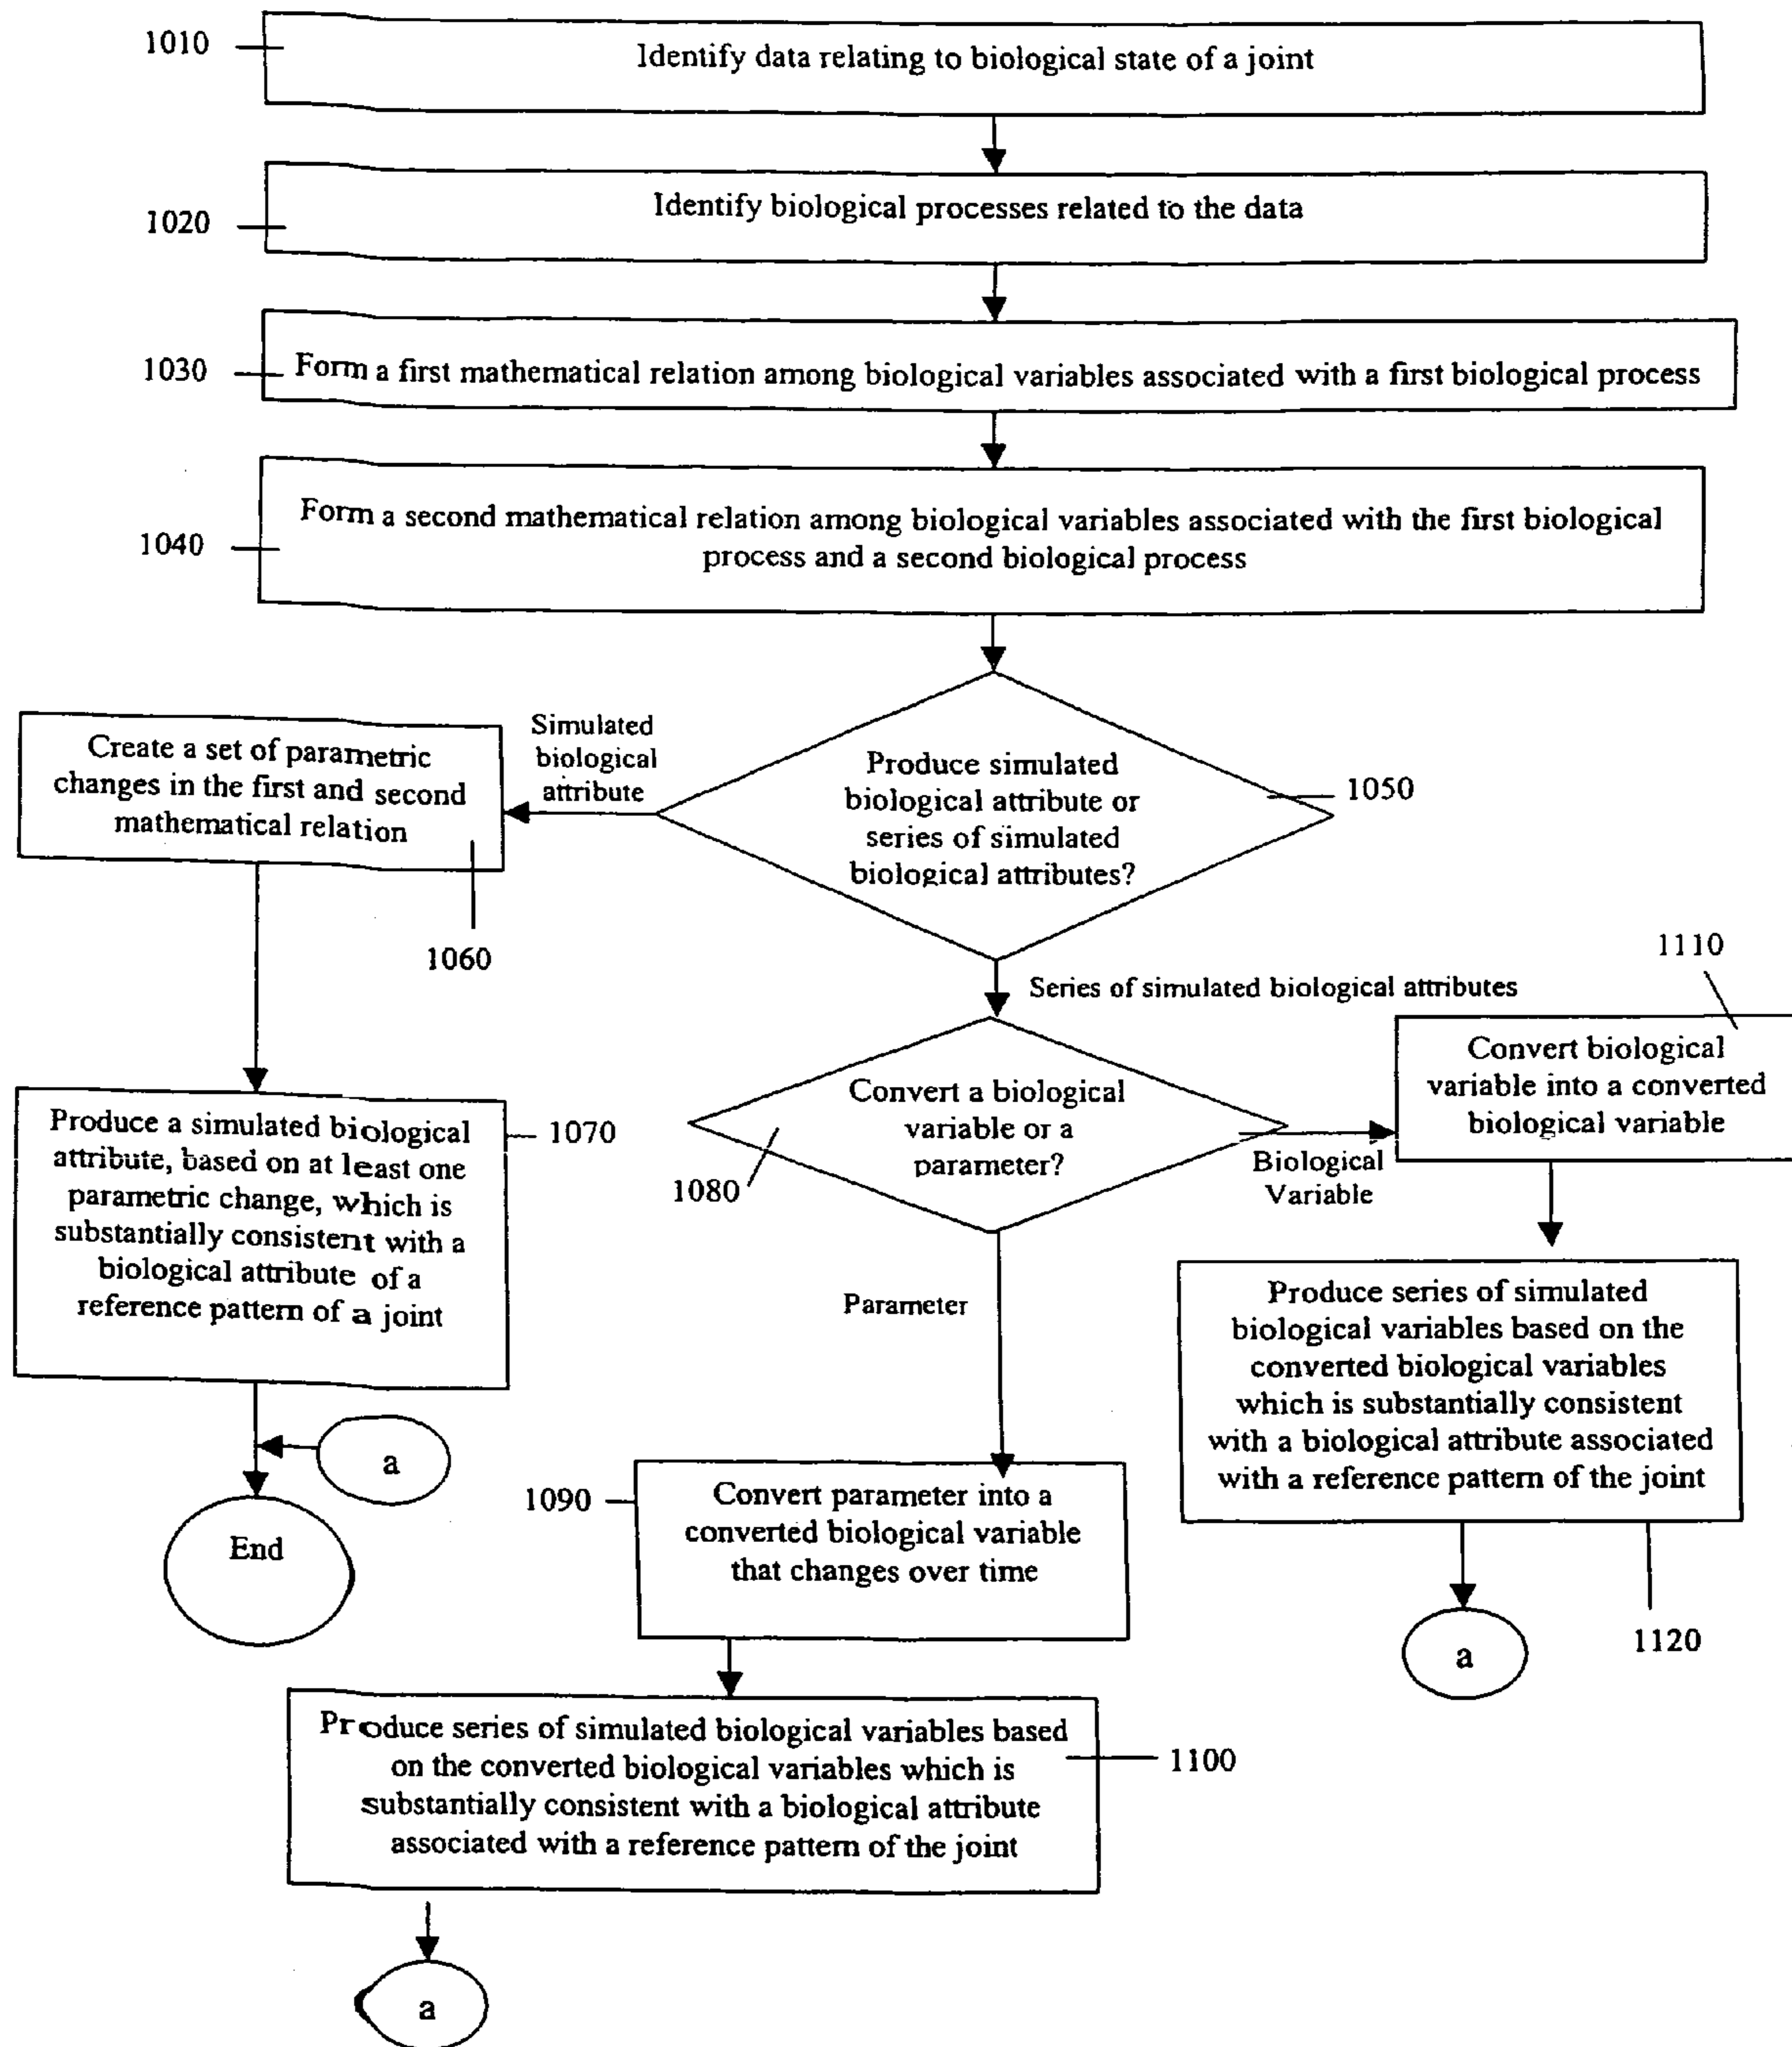 1010
Identify data relating to biological state of a joint
1020
Identify biological processes related to the data
1030
Form a first mathematical relation among biological variables associated with a first biological process
1040
Form a second mathematical relation among biological variables associated with the first biological
process and a second biological process
Create a set of parametric
changes in the first and second
mathematical relation
1060
Simulated
biological
attribute
Produce simulated
biological attribute or
series of simulated
biological attributes?
1050
Series of simulated biological attributes
1110
Convert biological
variable into a converted
biological variable
Convert a biological
variable or a
parameter?
1080
Biological
Variable
Produce a simulated biological
attribute, based on at least one
parametric change, which is
substantially consistent with a
biological attribute of a
reference pattern of a joint
1070
Parameter
Produce series of simulated
biological variables based on the
converted biological variables
which is substantially consistent
with a biological attribute associated
with a reference pattern of the joint
1120
a
a
End
1090
Convert parameter into a
converted biological variable
that changes over time
Produce series of simulated biological variables based
on the converted biological variables which is
substantially consistent with a biological attribute
associated with a reference pattern of the joint
1100
a